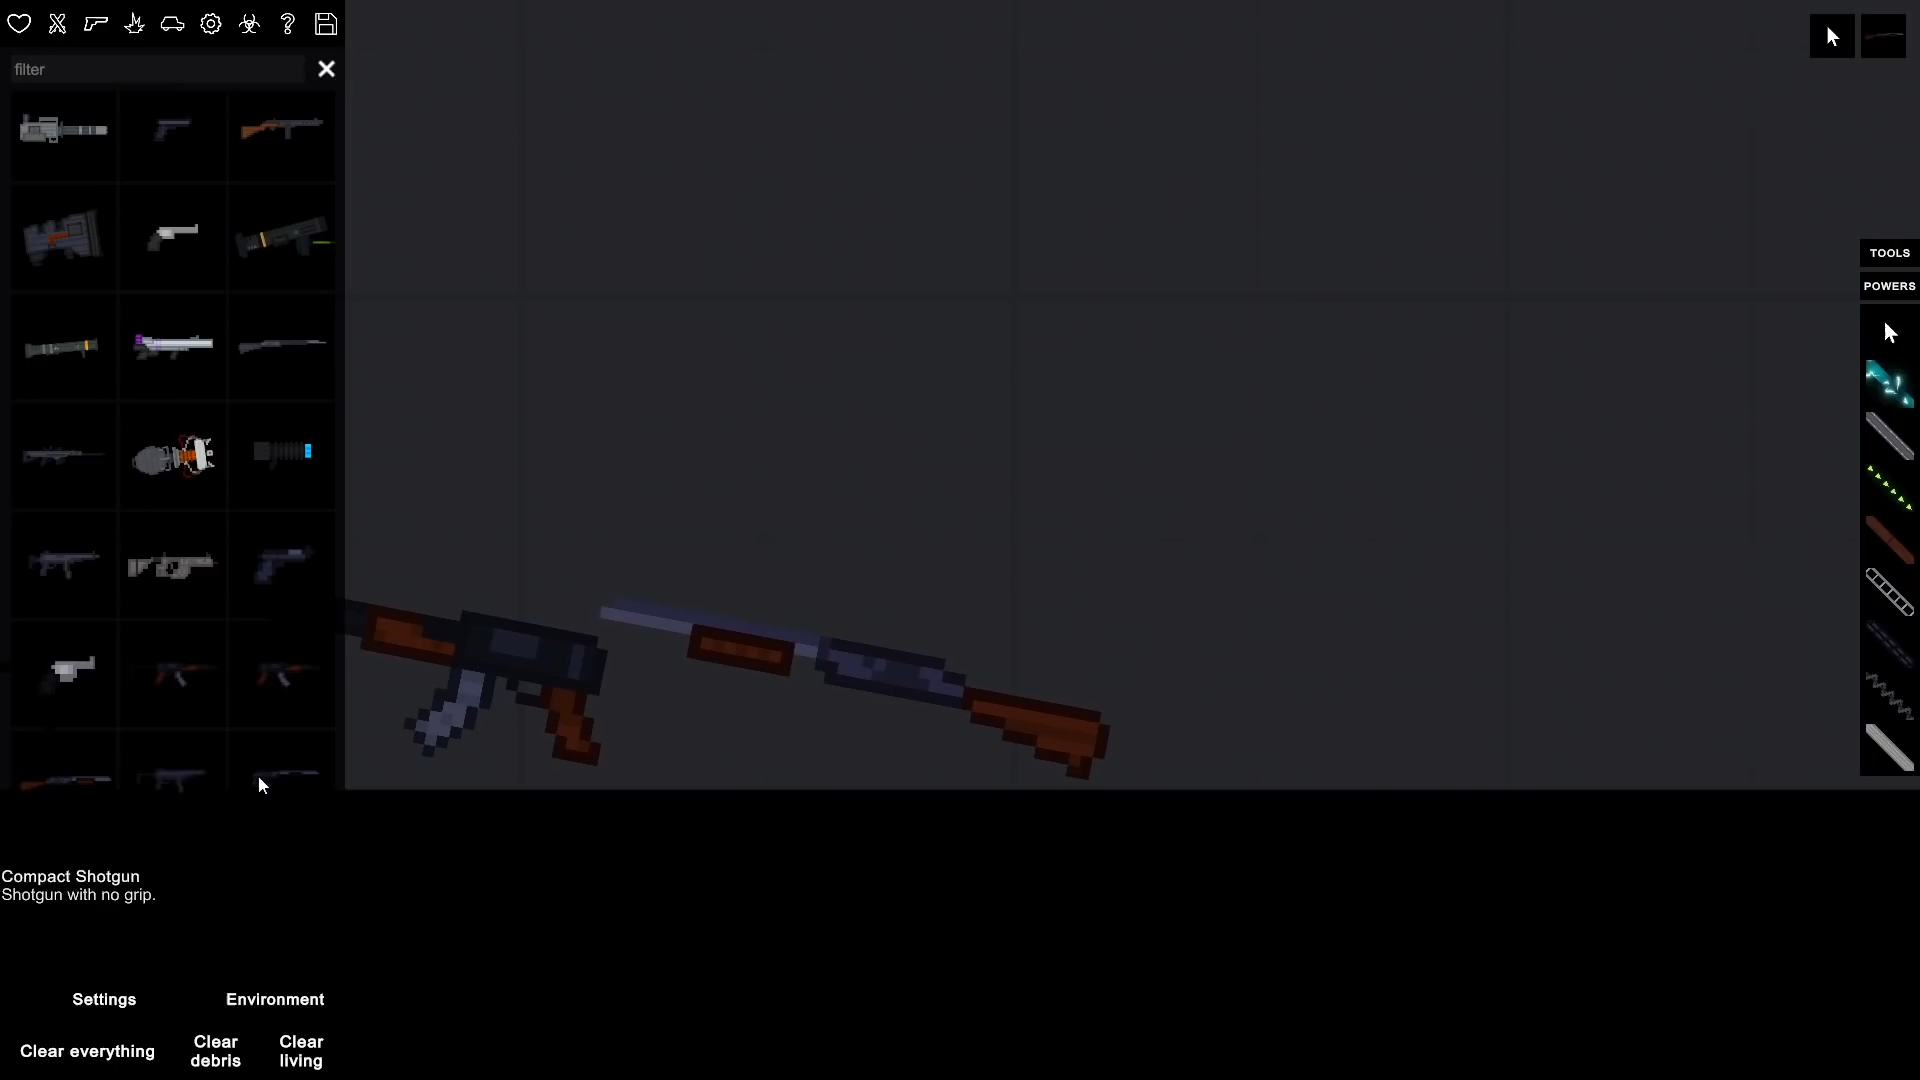 filter
TOOLS
POWERS
Compact Shotgun
Shotgun with no grip.
Settings
Environment
Clear everything
Clear
debris
Clear
living